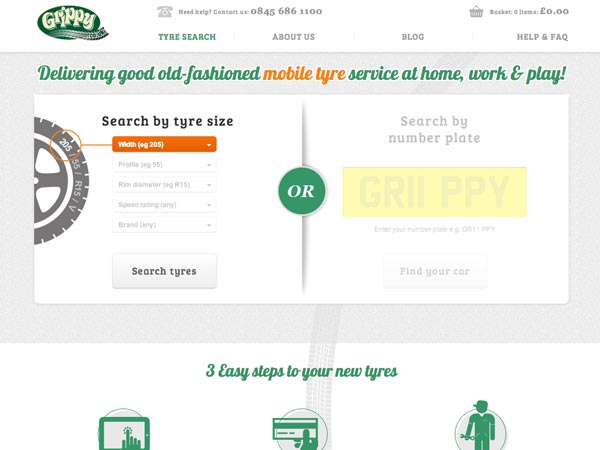 Grippy
.co.uk
Need help? Contact us: 0845 686 1100
Basket: 0 items: £0.00
TYRE SEARCH
ABOUT US
BLOG
HELP & FAQ
Delivering good old-fashioned mobile tyre service at home, work & play!
Search by tyre size
205
/ 55 / R15 / V
Width (eg 205)
Profile (eg 55)
Rim diameter (eg R15)
Speed rating (any)
Brand (any)
Search tyres
OR
Search by
number plate
GR11 PPY
Enter your number plate e.g. GR11 PPY
Find your car
3 Easy steps to your new tyres